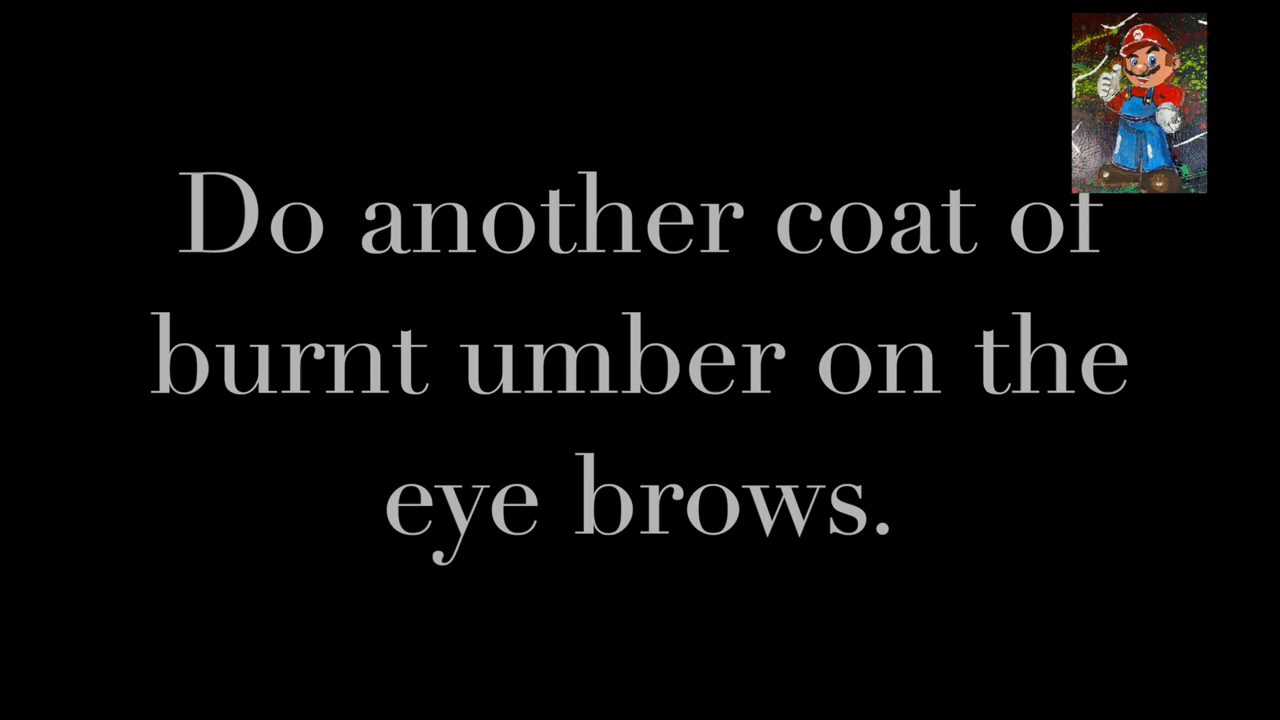 Do another coat of
burnt umber on the
eye brows.